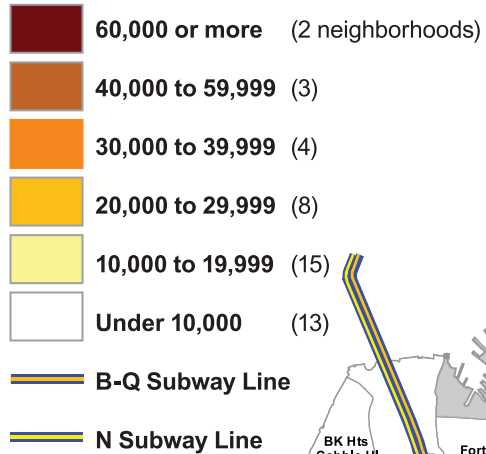 60,000 or more (2 neighborhoods)
40,000 to 59,999 (3)
30,000 to 39,999 (4)
20,000 to 29,999 (8)
10,000 to 19,999 (15)
Under 10,000 (13)
B-Q Subway Line
N Subway Line
BK Hts
Fort